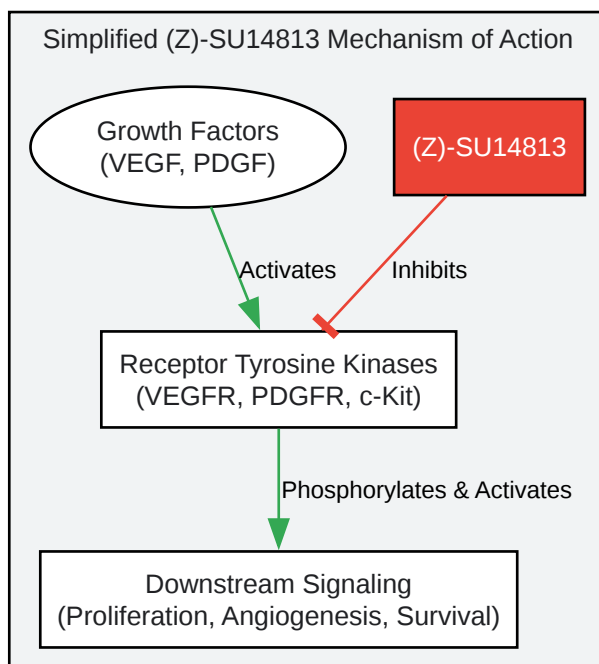 Simplified (Z)-SU14813 Mechanism of Action
Growth Factors
(VEGF, PDGF)
(Z)-SU14813
Activates
Inhibits
Receptor Tyrosine Kinases
(VEGFR, PDGFR, c-Kit)
Phosphorylates & Activates
Downstream Signaling
(Proliferation, Angiogenesis, Survival)